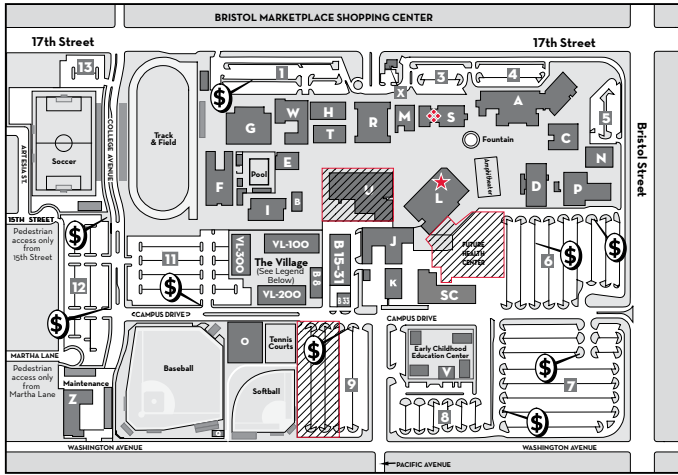 BRISTOL MARKETPLACE SHOPPING CENTER
17th Street
17th Street
13
1
3
4
5
X
A
COLLEGE AVENUE
Track
& Field
G
W
H
T
R
M
S
Fountain
C
N
Bristol Street
Soccer
ARTESIA ST.
F
Pool
E
I
B
U
L
Amphitheater
D
P
15TH STREET
Pedestrian
access only
from
15th Street
$
$
$
$
$
$
$
$
$
11
VL-300
VL-100
The Village
(See Legend
Below)
VL-200
B 8
B 15-31
B 33
J
K
SC
FUTURE
HEALTH
CENTER
6
12
CAMPUS DRIVE
CAMPUS DRIVE
MARTHA LANE
Pedestrian
access only
from
Martha Lane
Maintenance
Z
Baseball
O
Tennis
Courts
Softball
9
Early Childhood
Education Center
V
8
7
WASHINGTON AVENUE
WASHINGTON AVENUE
PACIFIC AVENUE